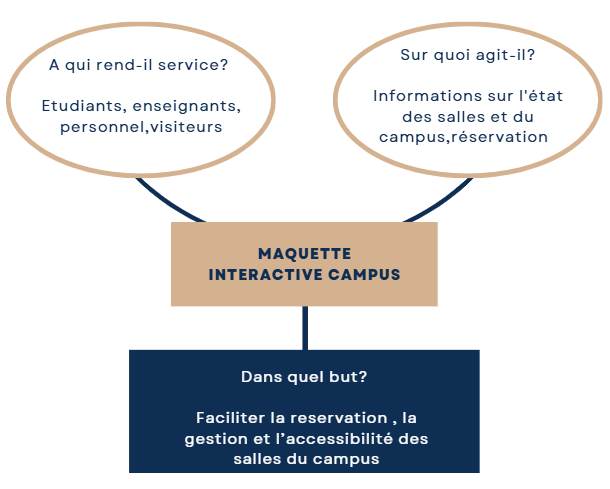 A qui rend-il service?
Etudiants, enseignants,
personnel,visiteurs
Sur quoi agit-il?
Informations sur l'état
des salles et du
campus,réservation
MAQUETTE
INTERACTIVE CAMPUS
Dans quel but?
Faciliter la reservation , la
gestion et l’accessibilité des
salles du campus